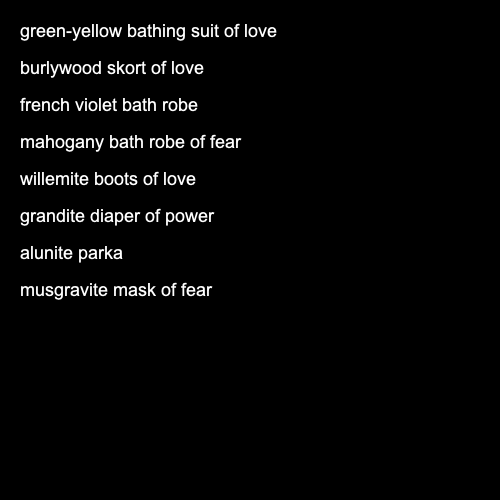 green-yellow bathing suit of love
burlywood skort of love
french violet bath robe
mahogany bath robe of fear
willemite boots of love
grandite diaper of power
alunite parka
musgravite mask of fear